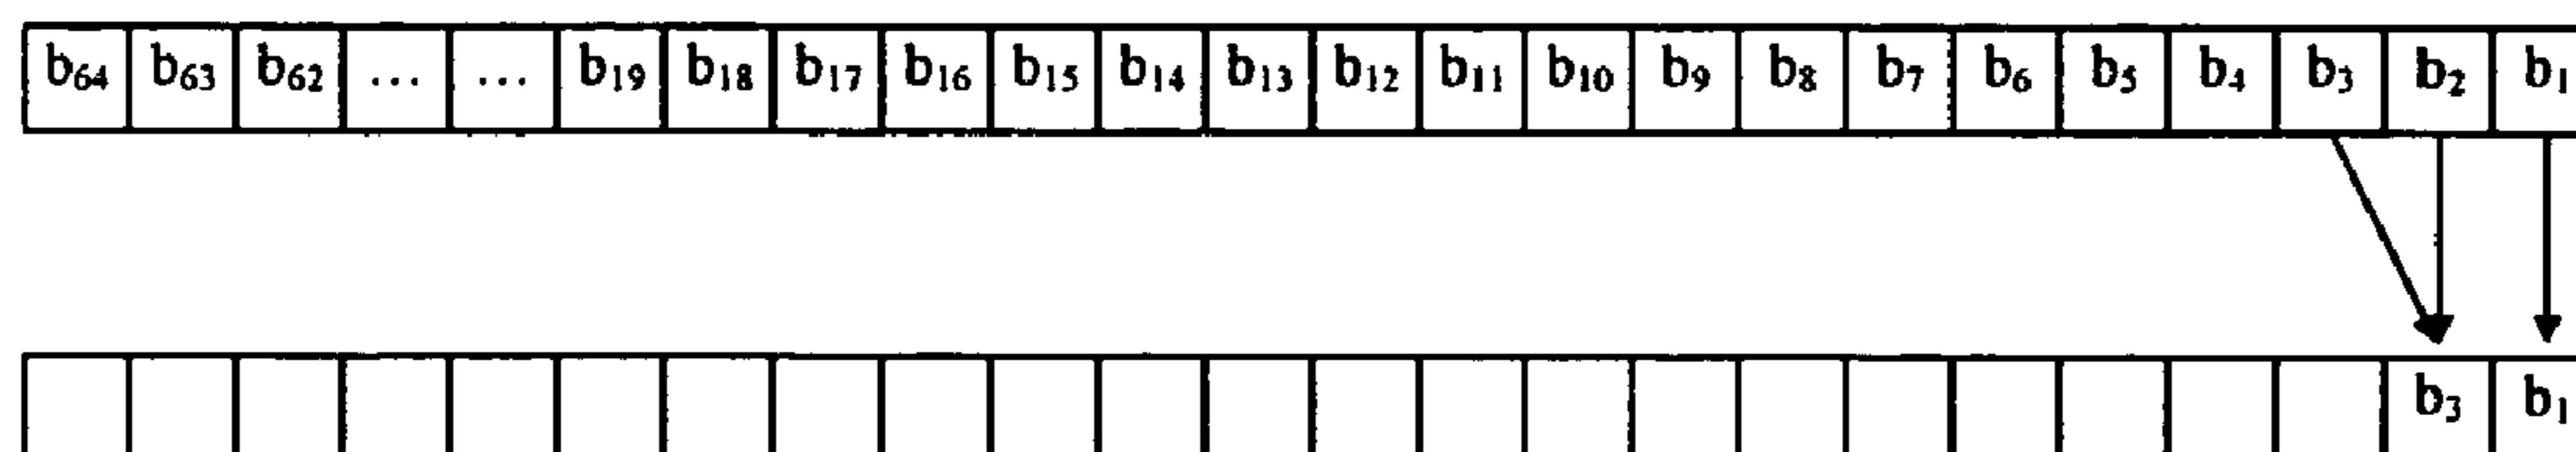 b₆₄ b₆₃ b₆₂ ... ... b₁₉ b₁₈ b₁₇ b₁₆ b₁₅ b₁₄ b₁₃ b₁₂ b₁₁ b₁₀ b₉ b₈ b₇ b₆ b₅ b₄ b₃ b₂ b₁
b₃ b₁